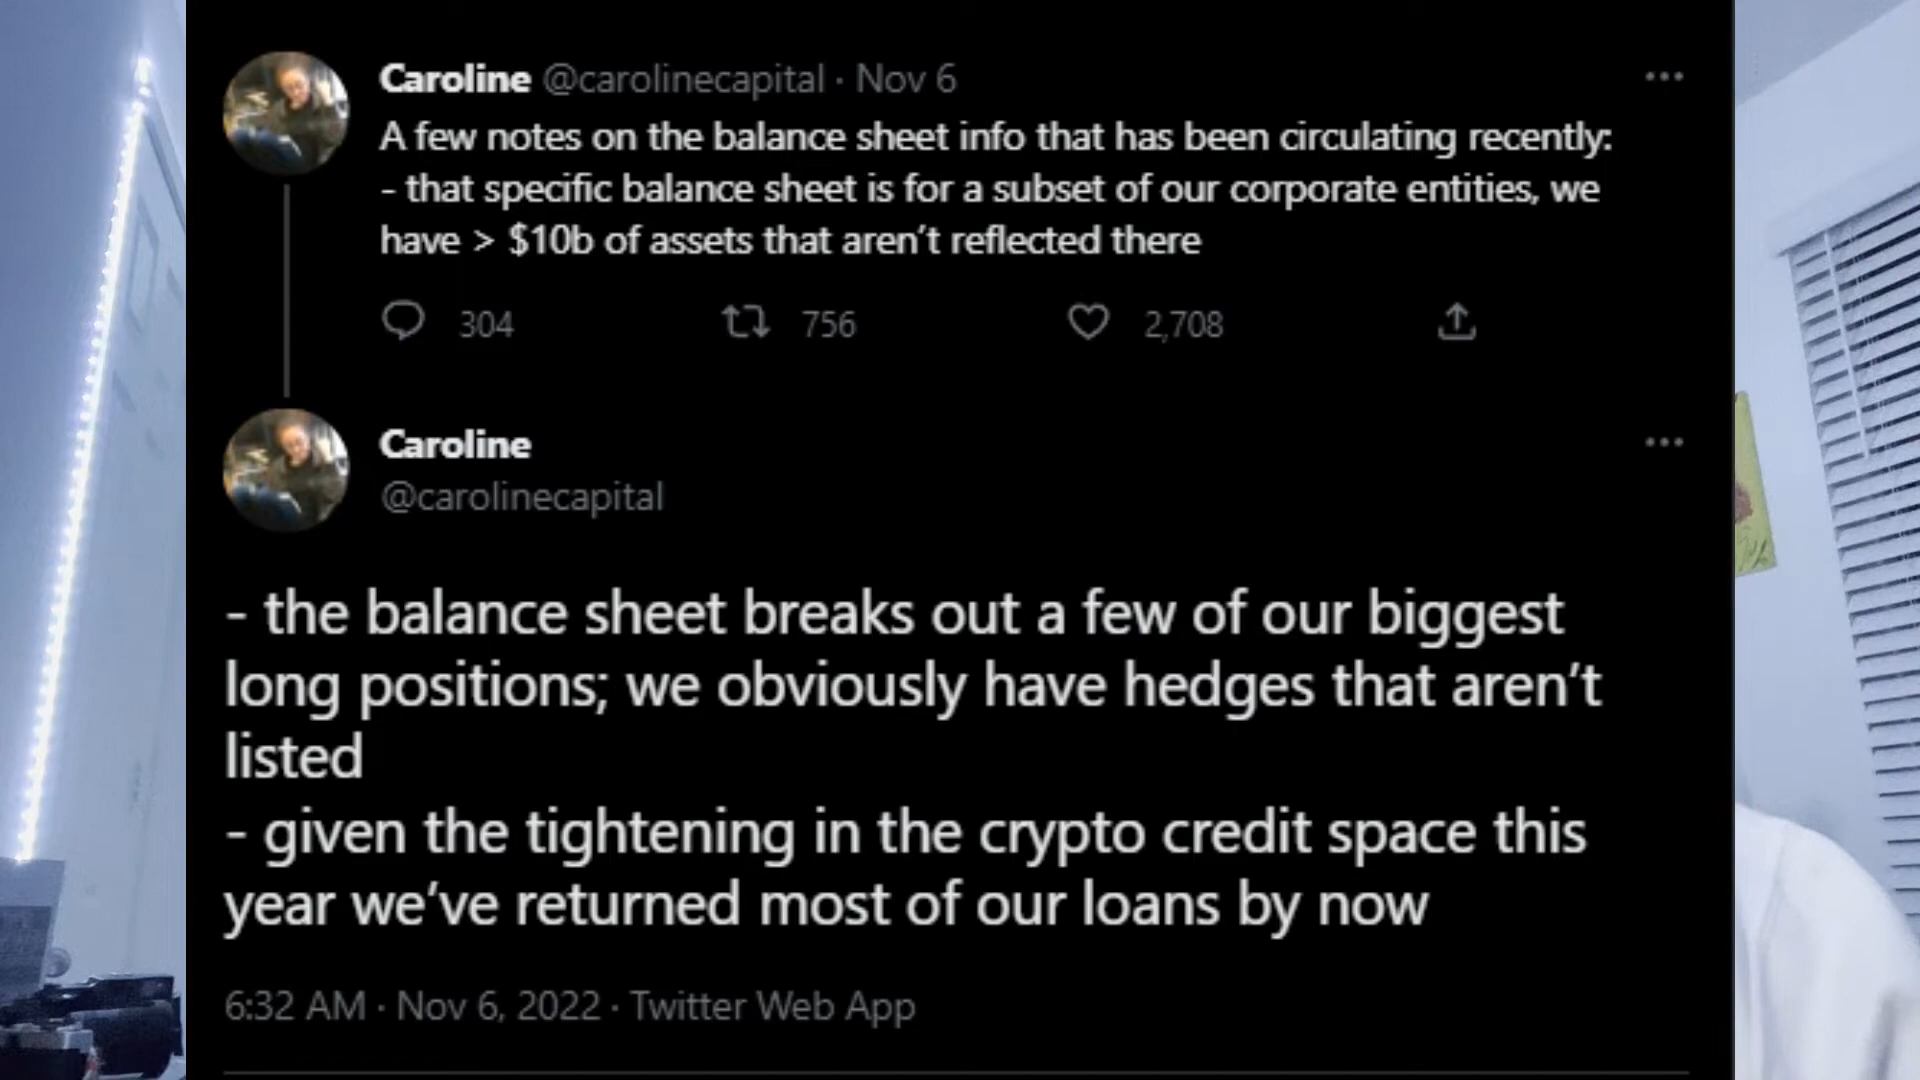 Caroline @carolinecapital · Nov 6
A few notes on the balance sheet info that has been circulating recently:
- that specific balance sheet is for a subset of our corporate entities, we
have > $10b of assets that aren’t reflected there
304 756 2,708
Caroline
@carolinecapital
- the balance sheet breaks out a few of our biggest
long positions; we obviously have hedges that aren’t
listed
- given the tightening in the crypto credit space this
year we’ve returned most of our loans by now
6:32 AM · Nov 6, 2022 · Twitter Web App